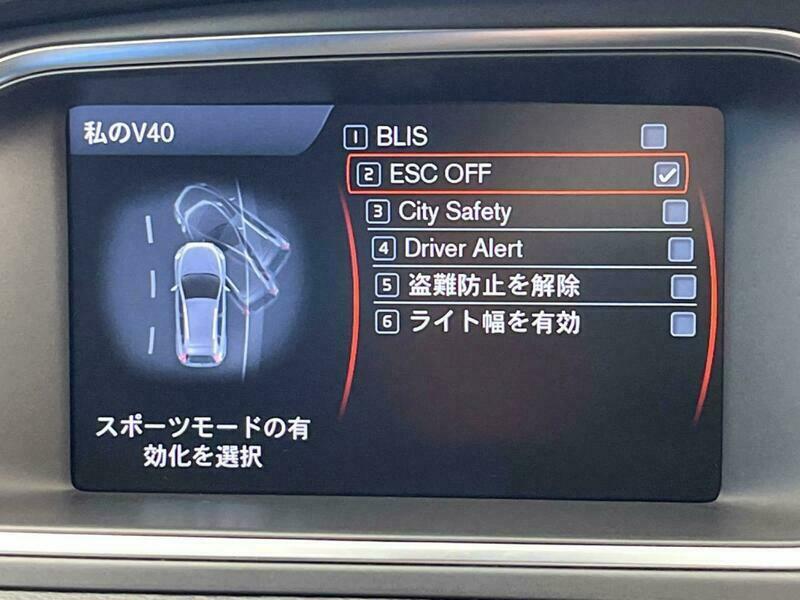 私のV40
1 BLIS
2 ESC OFF
3 City Safety
4 Driver Alert
5 盗難防止を解除
6 ライト幅を有効
スポーツモードの有
効化を選択